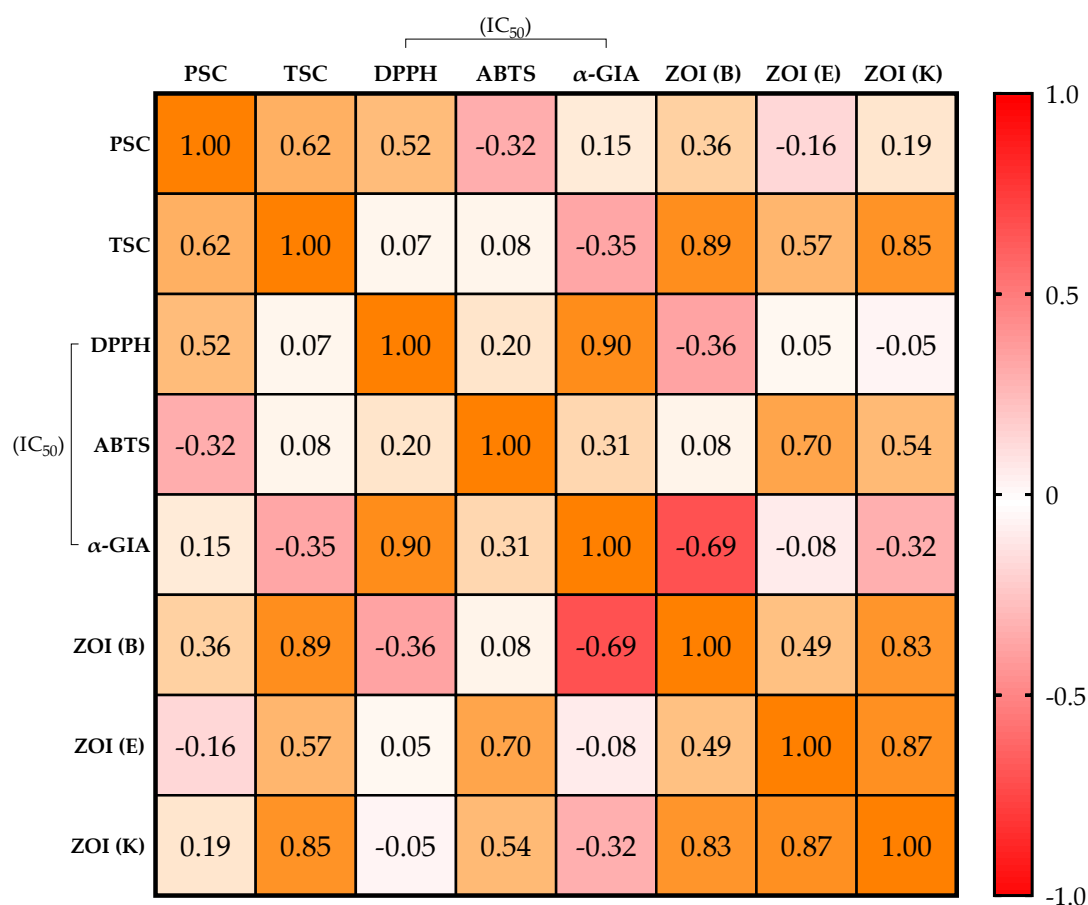 (IC50)
PSC TSC DPPH ABTS α-GIA ZOI (B) ZOI (E) ZOI (K)
PSC 1.00 0.62 0.52 -0.32 0.15 0.36 -0.16 0.19
TSC 0.62 1.00 0.07 0.08 -0.35 0.89 0.57 0.85
DPPH 0.52 0.07 1.00 0.20 0.90 -0.36 0.05 -0.05
(IC50) ABTS -0.32 0.08 0.20 1.00 0.31 0.08 0.70 0.54
α-GIA 0.15 -0.35 0.90 0.31 1.00 -0.69 -0.08 -0.32
ZOI (B) 0.36 0.89 -0.36 0.08 -0.69 1.00 0.49 0.83
ZOI (E) -0.16 0.57 0.05 0.70 -0.08 0.49 1.00 0.87
ZOI (K) 0.19 0.85 -0.05 0.54 -0.32 0.83 0.87 1.00
1.0
0.5
0
-0.5
-1.0